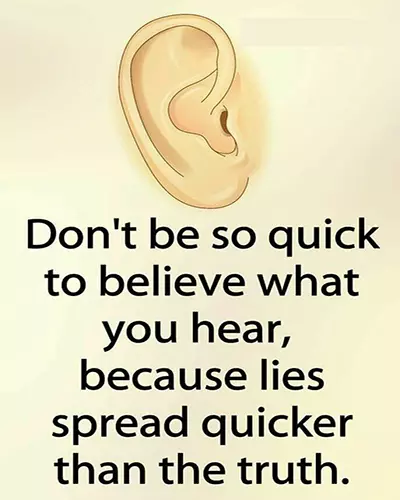 Don't be so quick
to believe what
you hear,
because lies
spread quicker
than the truth.